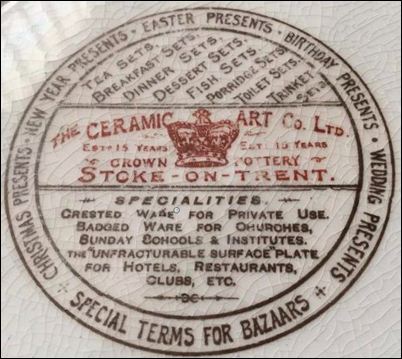 CHRISTMAS PRESENTS · NEW YEAR PRESENTS · EASTER PRESENTS · BIRTHDAY PRESENTS · WEDDING PRESENTS
TEA SETS.
BREAKFAST SETS.
DINNER SETS.
DESSERT SETS.
FISH SETS.
PORRIDGE SETS.
TOILET SETS.
TRINKET SETS.
THE CERAMIC ART CO. LTD.
ESTD 15 YEARS ESTD 15 YEARS
CROWN POTTERY
STOKE-ON-TRENT.
SPECIALITIES.
CRESTED WARE FOR PRIVATE USE.
BADGED WARE FOR CHURCHES,
SUNDAY SCHOOLS & INSTITUTES.
THE "UNFRACTURABLE SURFACE" PLATE
FOR HOTELS, RESTAURANTS,
CLUBS, ETC.
SPECIAL TERMS FOR BAZAARS